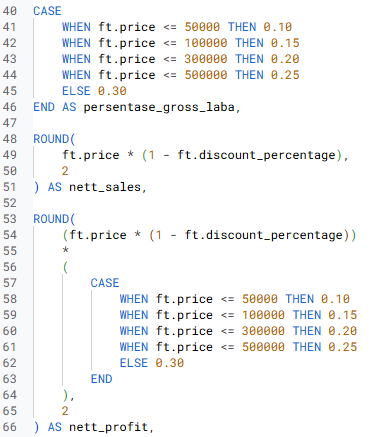 40 CASE
41     WHEN ft.price <= 50000 THEN 0.10
42     WHEN ft.price <= 100000 THEN 0.15
43     WHEN ft.price <= 300000 THEN 0.20
44     WHEN ft.price <= 500000 THEN 0.25
45     ELSE 0.30
46 END AS persentase_gross_laba,
47
48 ROUND(
49     ft.price * (1 - ft.discount_percentage),
50     2
51 ) AS nett_sales,
52
53 ROUND(
54     (ft.price * (1 - ft.discount_percentage))
55     *
56     (
57         CASE
58             WHEN ft.price <= 50000 THEN 0.10
59             WHEN ft.price <= 100000 THEN 0.15
60             WHEN ft.price <= 300000 THEN 0.20
61             WHEN ft.price <= 500000 THEN 0.25
62             ELSE 0.30
63         END
64     ),
65     2
66 ) AS nett_profit,